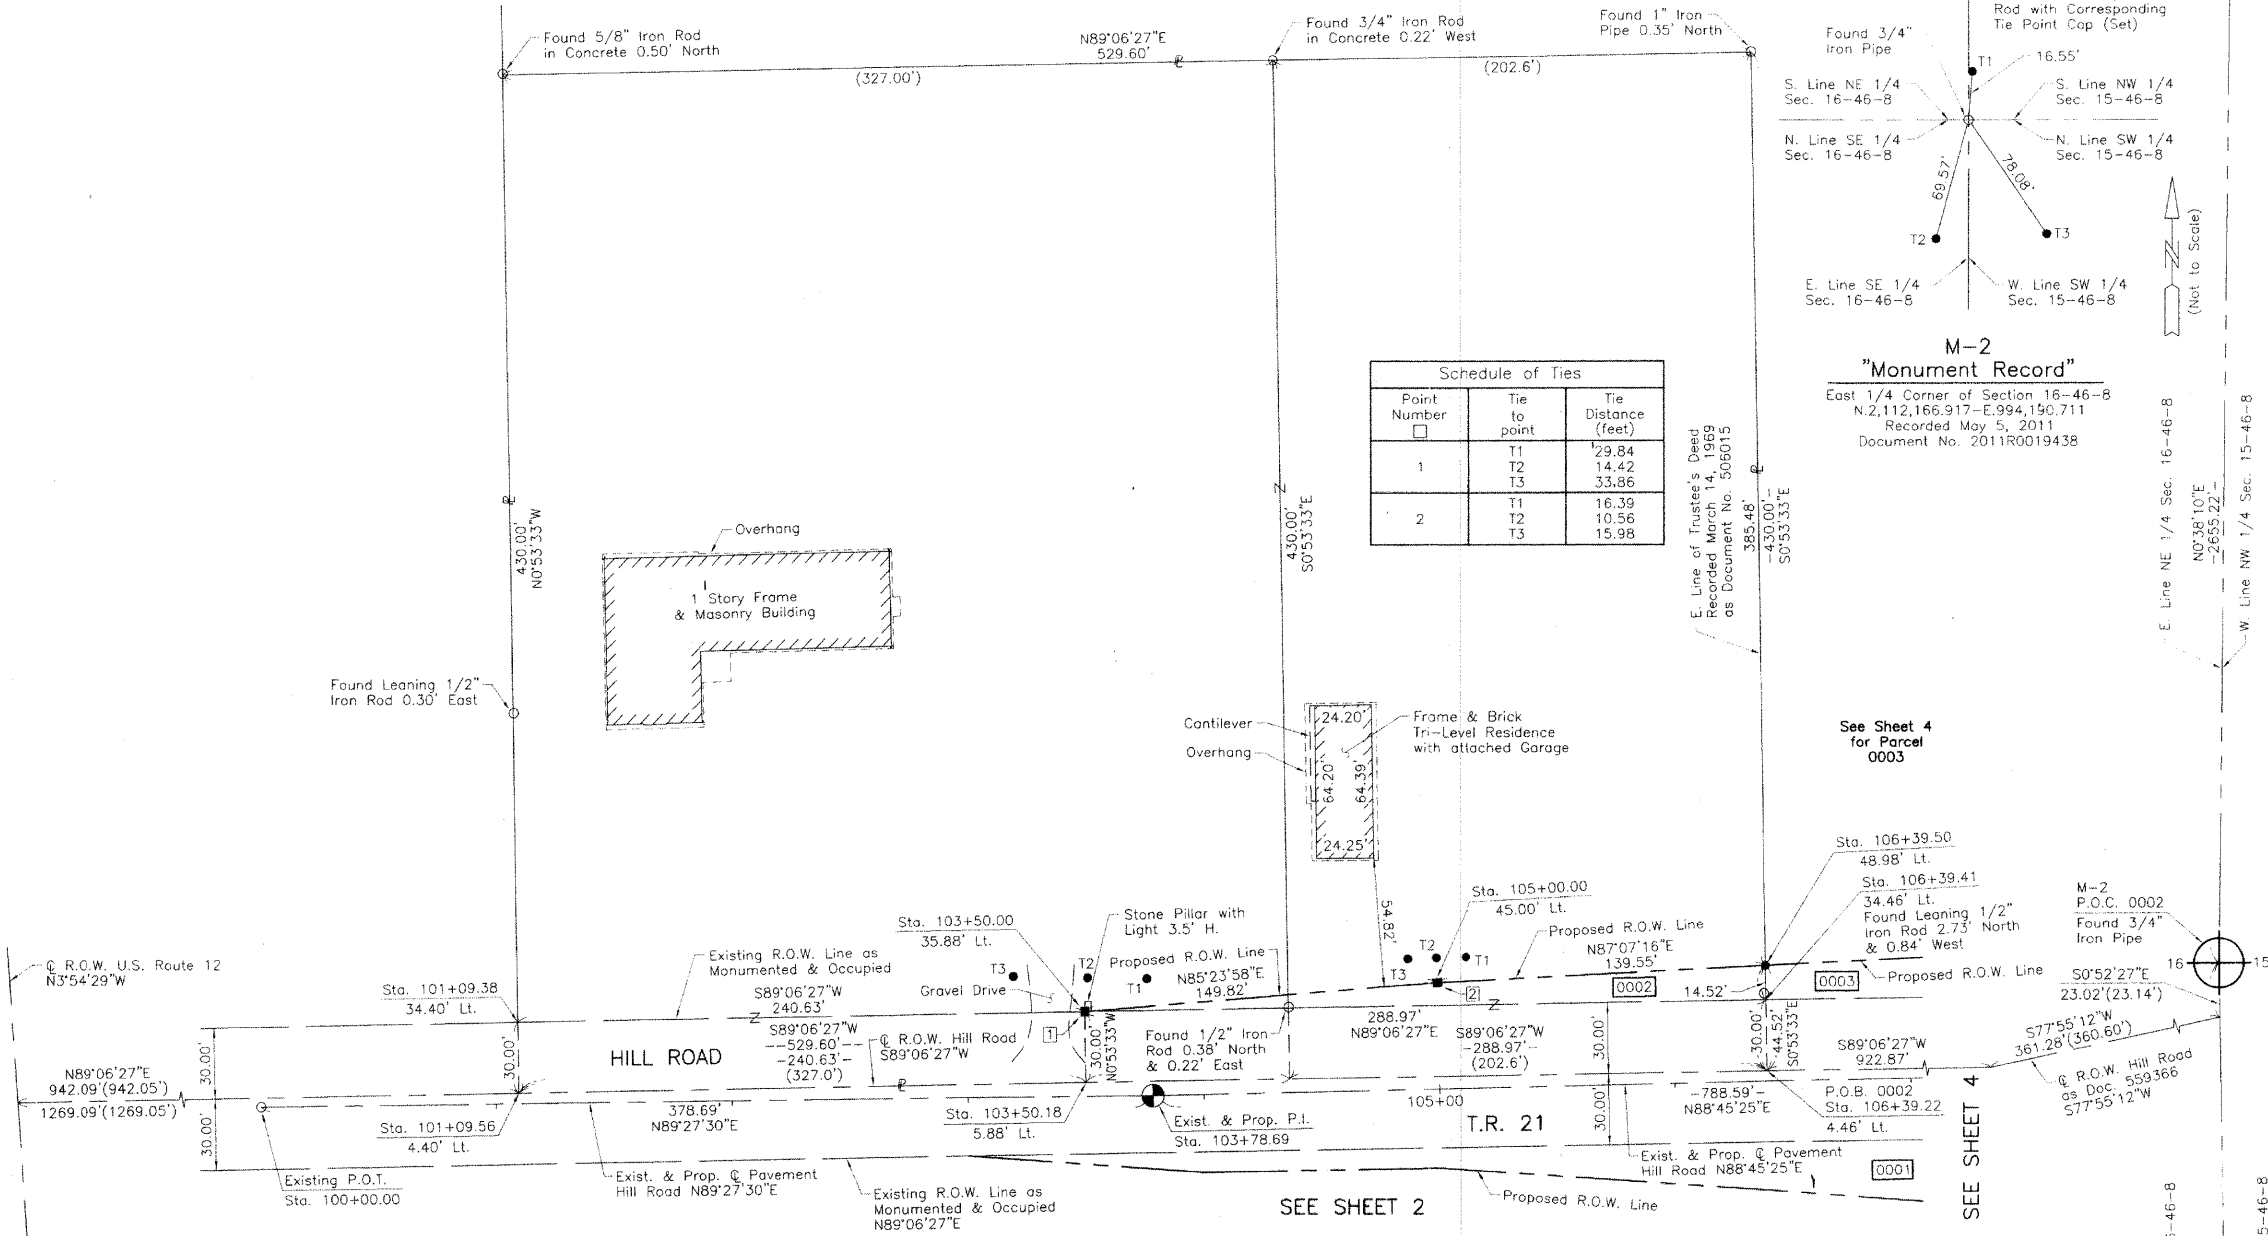 Found 5/8" Iron Rod
in Concrete 0.50' North
N89°06'27"E
529.60'
(327.00')
Found 3/4" Iron Rod
in Concrete 0.22' West
(202.6')
Found 1" Iron
Pipe 0.35' North
Rod with Corresponding
Tie Point Cap (Set)
Found 3/4"
Iron Pipe
16.55'
T1
S. Line NE 1/4
Sec. 16-46-8
S. Line NW 1/4
Sec. 15-46-8
N. Line SE 1/4
Sec. 16-46-8
N. Line SW 1/4
Sec. 15-46-8
69.57'
78.08'
T2
T3
E. Line SE 1/4
Sec. 16-46-8
W. Line SW 1/4
Sec. 15-46-8
N
(Not to Scale)
M-2
"Monument Record"
East 1/4 Corner of Section 16-46-8
N.2,112,166.917-E.994,190.711
Recorded May 5, 2011
Document No. 2011R0019438
Schedule of Ties
Point Number □ Tie to point Tie Distance (feet)
1 T1 29.84
T2 14.42
T3 33.86
2 T1 16.39
T2 10.56
T3 15.98
E. Line of Trustee's Deed
Recorded March 14, 1969
as Document No. 506015
385.48'
-430.00'-
S0°53'33"E
E. Line NE 1/4 Sec. 16-46-8
N0°38'10"E
-2655.22'-
W. Line NW 1/4 Sec. 15-46-8
430.00'
N0°53'33"W
430.00'
S0°53'33"E
Overhang
1 Story Frame
& Masonry Building
Found Leaning 1/2"
Iron Rod 0.30' East
Cantilever
Overhang
24.20'
64.20'
64.39'
24.25'
Frame & Brick
Tri-Level Residence
with attached Garage
54.82'
See Sheet 4
for Parcel
0003
Sta. 106+39.50
48.98' Lt.
Sta. 106+39.41
34.46' Lt.
Found Leaning 1/2"
Iron Rod 2.73' North
& 0.84' West
M-2
P.O.C. 0002
Found 3/4"
Iron Pipe
16
15
S0°52'27"E
23.02'(23.14')
Sta. 105+00.00
45.00' Lt.
Proposed R.O.W. Line
N87°07'16"E
139.55'
T3
T2
T1
2
0002
14.52'
0003
Proposed R.O.W. Line
Stone Pillar with
Light 3.5' H.
Sta. 103+50.00
35.88' Lt.
Proposed R.O.W. Line
N85°23'58"E
149.82'
T3
T2
T1
Gravel Drive
1
Existing R.O.W. Line as
Monumented & Occupied
S89°06'27"W
240.63'
S89°06'27"W
--529.60'--
-240.63'-
(327.0')
℄ R.O.W. Hill Road
S89°06'27"W
℄ R.O.W. U.S. Route 12
N3°54'29"W
Sta. 101+09.38
34.40' Lt.
30.00'
30.00'
30.00'
HILL ROAD
30.00'
N0°53'33"W
Found 1/2" Iron
Rod 0.38' North
& 0.22' East
288.97'
N89°06'27"E
S89°06'27"W
-288.97'-
(202.6')
30.00'
30.00'
30.00'
-44.52'-
S0°53'33"E
S89°06'27"W
922.87'
S77°55'12"W
361.28'(360.60')
℄ R.O.W. Hill Road
as Doc. 559366
S77°55'12"W
N89°06'27"E
942.09'(942.05')
1269.09'(1269.05')
Sta. 101+09.56
4.40' Lt.
378.69'
N89°27'30"E
Sta. 103+50.18
5.88' Lt.
Exist. & Prop. P.I.
Sta. 103+78.69
105+00
T.R. 21
-788.59'-
N88°45'25"E
P.O.B. 0002
Sta. 106+39.22
4.46' Lt.
Existing P.O.T.
Sta. 100+00.00
Exist. & Prop. ℄ Pavement
Hill Road N89°27'30"E
Existing R.O.W. Line as
Monumented & Occupied
N89°06'27"E
SEE SHEET 2
Proposed R.O.W. Line
Exist. & Prop. ℄ Pavement
Hill Road N88°45'25"E
0001
SEE SHEET 4
-46-8
5-46-8